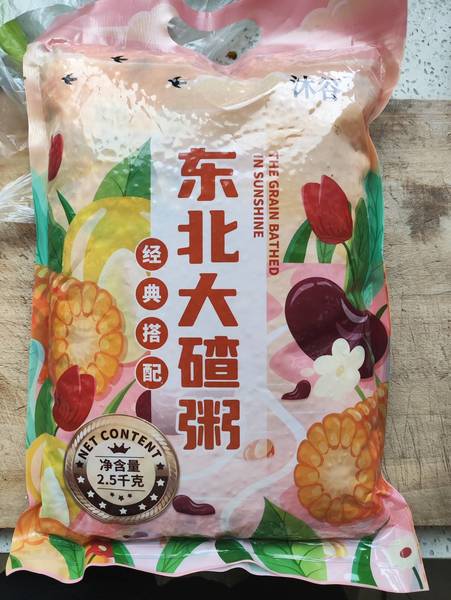 沐谷
东北大碴粥
经典搭配
THE GRAIN BATHED
IN SUNSHINE
NET CONTENT
净含量
2.5千克